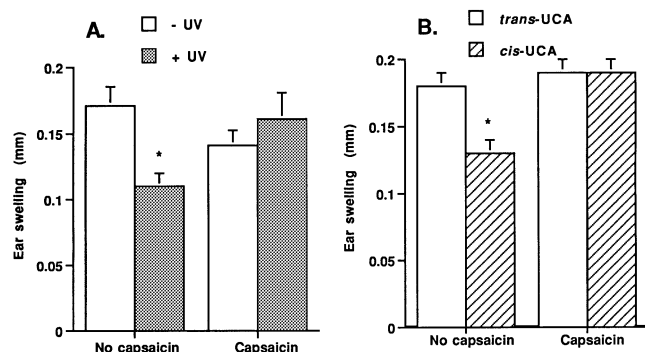 A.
- UV
+ UV
0.2
0.15
0.1
0.05
0
Ear swelling (mm)
*
No capsaicin
Capsaicin
B.
trans-UCA
cis-UCA
0.2
0.15
0.1
0.05
0
Ear swelling (mm)
*
No capsaicin
Capsaicin